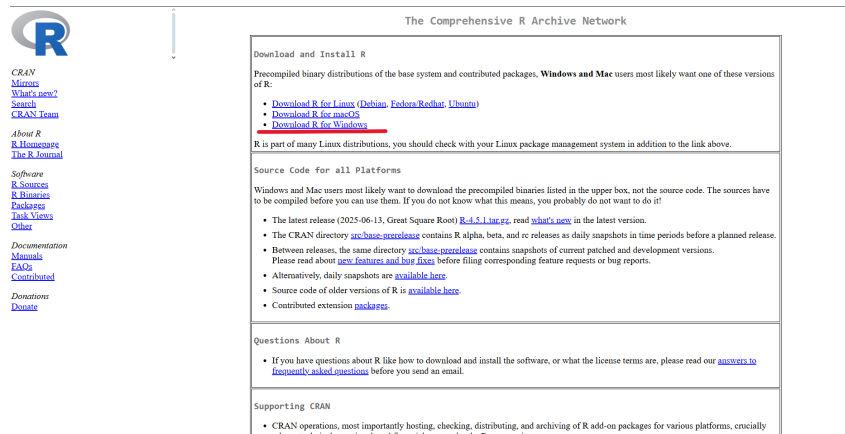 R
CRAN
Mirrors
What's new?
Search
CRAN Team
About R
R Homepage
The R Journal
Software
R Sources
R Binaries
Packages
Task Views
Other
Documentation
Manuals
FAQs
Contributed
Donations
Donate
The Comprehensive R Archive Network
Download and Install R
Precompiled binary distributions of the base system and contributed packages, Windows and Mac users most likely want one of these versions
of R:
• Download R for Linux (Debian, Fedora/Redhat, Ubuntu)
• Download R for macOS
• Download R for Windows
R is part of many Linux distributions, you should check with your Linux package management system in addition to the link above.
Source Code for all Platforms
Windows and Mac users most likely want to download the precompiled binaries listed in the upper box, not the source code. The sources have
to be compiled before you can use them. If you do not know what this means, you probably do not want to do it!
• The latest release (2025-06-13, Great Square Root) R-4.5.1.tar.gz, read what's new in the latest version.
• The CRAN directory src/base-prerelease contains R alpha, beta, and rc releases as daily snapshots in time periods before a planned release.
• Between releases, the same directory src/base-prerelease contains snapshots of current patched and development versions.
Please read about new features and bug fixes before filing corresponding feature requests or bug reports.
• Alternatively, daily snapshots are available here.
• Source code of older versions of R is available here.
• Contributed extension packages.
Questions About R
• If you have questions about R like how to download and install the software, or what the license terms are, please read our answers to
frequently asked questions before you send an email.
Supporting CRAN
• CRAN operations, most importantly hosting, checking, distributing, and archiving of R add-on packages for various platforms, crucially